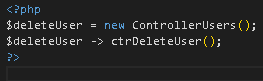 <?php
$deleteUser = new ControllerUsers();
$deleteUser -> ctrDeleteUser();
?>